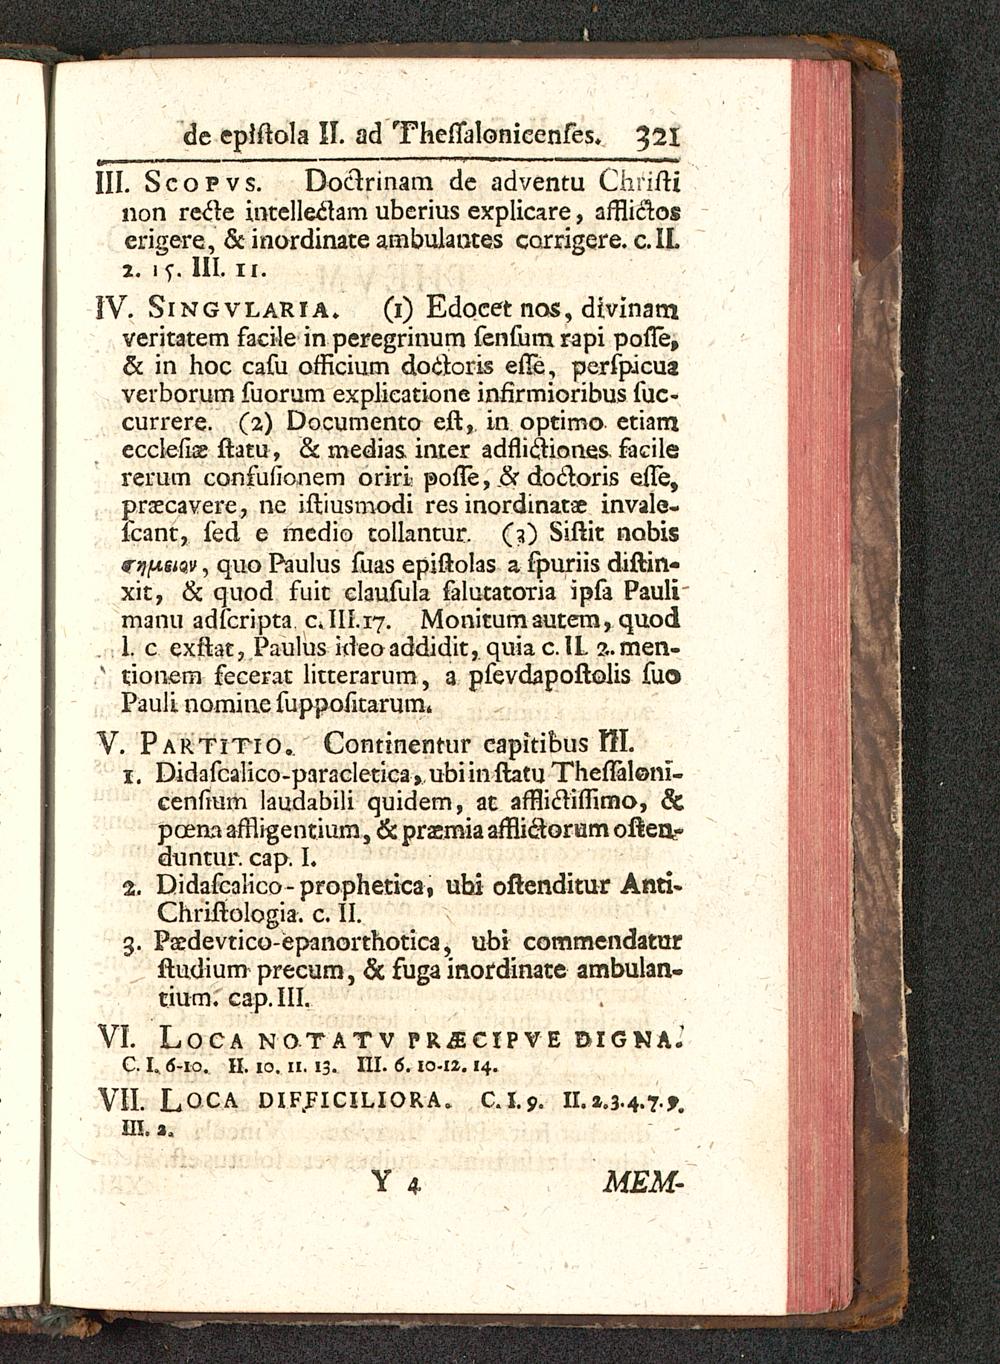 de epiſtola II. ad Theſſalonicenſes. 321
III. SCOPVS. Doctrinam de adventu Chriſti
non recte intellectam uberius explicare, afflictos
erigere, & inordinate ambulantes corrigere. c. II.
2. 15. III. 11.
IV. SINGVLARIA. (1) Edocet nos, divinam
veritatem facile in peregrinum ſenſum rapi poſſe,
& in hoc caſu officium doctoris eſſe, perſpicua
verborum ſuorum explicatione infirmioribus ſuc-
currere. (2) Documento eſt, in optimo etiam
eccleſiæ ſtatu, & medias inter adflictiones facile
rerum confuſionem oriri poſſe, & doctoris eſſe,
præcavere, ne iſtiusmodi res inordinatæ invale-
ſcant, ſed e medio tollantur. (3) Siſtit nobis
σημειον, quo Paulus ſuas epiſtolas a ſpuriis diſtin-
xit, & quod fuit clauſula ſalutatoria ipſa Pauli
manu adſcripta c. III. 17. Monitum autem, quod
l. c exſtat, Paulus ideo addidit, quia c. II. 2. men-
tionem fecerat litterarum, a pſevdapoſtolis ſuo
Pauli nomine ſuppoſitarum.
V. PARTITIO. Continentur capitibus III.
1. Didaſcalico-paracletica, ubi in ſtatu Theſſaloni-
cenſium laudabili quidem, at afflictiſſimo, &
pœna affligentium, & præmia afflictorum oſten-
duntur. cap. I.
2. Didaſcalico-prophetica, ubi oſtenditur Anti-
Chriſtologia. c. II.
3. Pædevtico-epanorthotica, ubi commendatur
ſtudium precum, & fuga inordinate ambulan-
tium. cap. III.
VI. LOCA NOTATV PRÆCIPVE DIGNA.
C. I. 6-10. II. 10. 11. 13. III. 6. 10-12. 14.
VII. LOCA DIFFICILIORA. C. I. 9. II. 2.3.4.7.9.
III. 2.
Y 4 MEM-